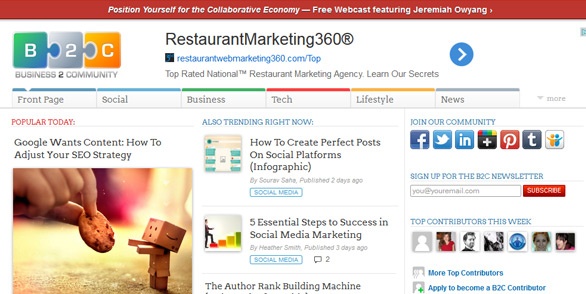 Position Yourself for the Collaborative Economy — Free Webcast featuring Jeremiah Owyang ›
B 2 C
BUSINESS 2 COMMUNITY
RestaurantMarketing360®
restaurantwebmarketing360.com/Top
Top Rated National™ Restaurant Marketing Agency. Learn Our Secrets
Front Page
Social
Business
Tech
Lifestyle
News
more
POPULAR TODAY:
Google Wants Content: How To
Adjust Your SEO Strategy
ALSO TRENDING RIGHT NOW:
How To Create Perfect Posts
On Social Platforms
(Infographic)
By Sourav Saha, Published 2 days ago
SOCIAL MEDIA
5 Essential Steps to Success in
Social Media Marketing
By Heather Smith, Published 3 days ago
SOCIAL MEDIA
2
The Author Rank Building Machine
JOIN OUR COMMUNITY
SIGN UP FOR THE B2C NEWSLETTER
you@youremail.com
SUBSCRIBE
TOP CONTRIBUTORS THIS WEEK
More Top Contributors
Apply to become a B2C Contributor